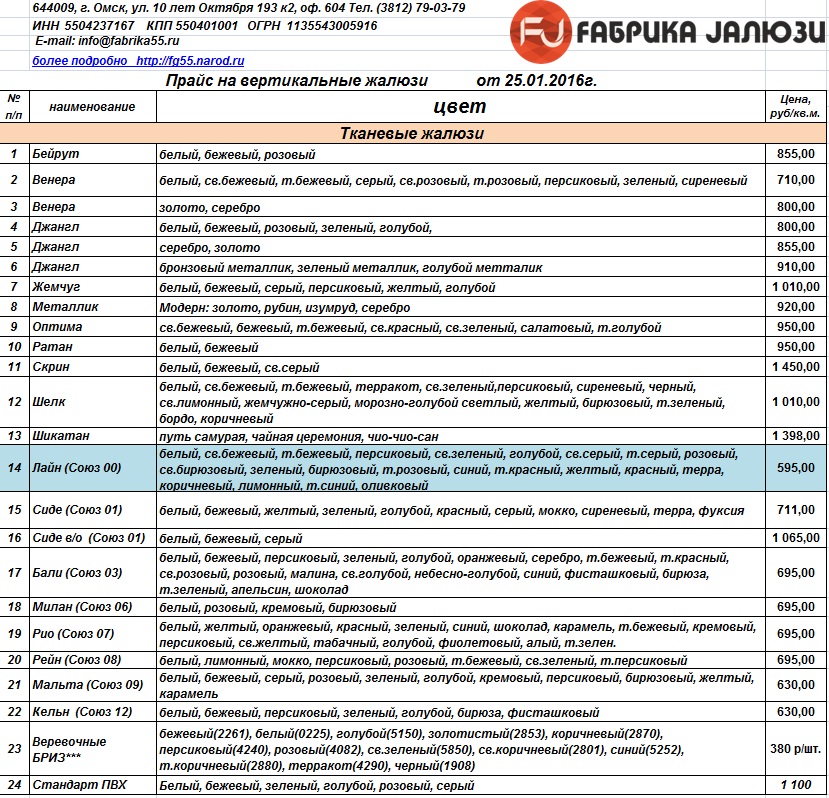 644009, г. Омск, ул. 10 лет Октября 193 к2, оф. 604 Тел. (3812) 79-03-79
ИНН 5504237167 КПП 550401001 ОГРН 1135543005916
E-mail: info@fabrika55.ru
более подробно http://fg55.narod.ru
FАБРИКА JАЛЮЗИ
Прайс на вертикальные жалюзи от 25.01.2016г.
№ п/п наименование цвет Цена, руб/кв.м.
Тканевые жалюзи
1 Бейрут белый, бежевый, розовый 855,00
2 Венера белый, св.бежевый, т.бежевый, серый, св.розовый, т.розовый, персиковый, зеленый, сиреневый 710,00
3 Венера золото, серебро 800,00
4 Джангл белый, бежевый, розовый, зеленый, голубой, 800,00
5 Джангл серебро, золото 855,00
6 Джангл бронзовый металлик, зеленый металлик, голубой метталик 910,00
7 Жемчуг белый, бежевый, серый, персиковый, желтый, голубой 1 010,00
8 Металлик Модерн: золото, рубин, изумруд, серебро 920,00
9 Оптима св.бежевый, бежевый, т.бежевый, св.красный, св.зеленый, салатовый, т.голубой 950,00
10 Ратан белый, бежевый 950,00
11 Скрин белый, бежевый, св.серый 1 450,00
12 Шелк белый, св.бежевый, т.бежевый, терракот, св.зеленый,персиковый, сиреневый, черный,
св.лимонный, жемчужно-серый, морозно-голубой светлый, желтый, бирюзовый, т.зеленый,
бордо, коричневый 1 010,00
13 Шикатан путь самурая, чайная церемония, чио-чио-сан 1 398,00
14 Лайн (Союз 00) белый, св.бежевый, т.бежевый, персиковый, св.зеленый, голубой, св.серый, т.серый, розовый,
св.бирюзовый, зеленый, бирюзовый, т.розовый, синий, т.красный, желтый, красный, терра,
коричневый, лимонный, т.синий, оливковый 595,00
15 Сиде (Союз 01) белый, бежевый, желтый, зеленый, голубой, красный, серый, мокко, сиреневый, терра, фуксия 711,00
16 Сиде в/о (Союз 01) белый, бежевый, серый 1 065,00
17 Бали (Союз 03) белый, бежевый, персиковый, зеленый, голубой, оранжевый, серебро, т.бежевый, т.красный,
св.розовый, розовый, малина, св.голубой, небесно-голубой, синий, фисташковый, бирюза,
т.зеленый, апельсин, шоколад 695,00
18 Милан (Союз 06) белый, розовый, кремовый, бирюзовый 695,00
19 Рио (Союз 07) белый, желтый, оранжевый, красный, зеленый, синий, шоколад, карамель, т.бежевый, кремовый,
персиковый, св.желтый, табачный, голубой, фиолетовый, алый, т.зелен. 695,00
20 Рейн (Союз 08) белый, лимонный, мокко, персиковый, розовый, т.бежевый, св.зеленый, т.персиковый 695,00
21 Мальта (Союз 09) белый, бежевый, серый, розовый, зеленый, голубой, кремовый, персиковый, бирюзовый, желтый,
карамель 630,00
22 Кельн (Союз 12) белый, бежевый, персиковый, зеленый, голубой, бирюза, фисташковый 630,00
23 Веревочные БРИЗ*** бежевый(2261), белый(0225), голубой(5150), золотистый(2853), коричневый(2870),
персиковый(4240), розовый(4082), св.зеленый(5850), св.коричневый(2801), синий(5252),
т.коричневый(2880), терракот(4290), черный(1908) 380 р/шт.
24 Стандарт ПВХ Белый, бежевый, зеленый, голубой, розовый, серый 1 100